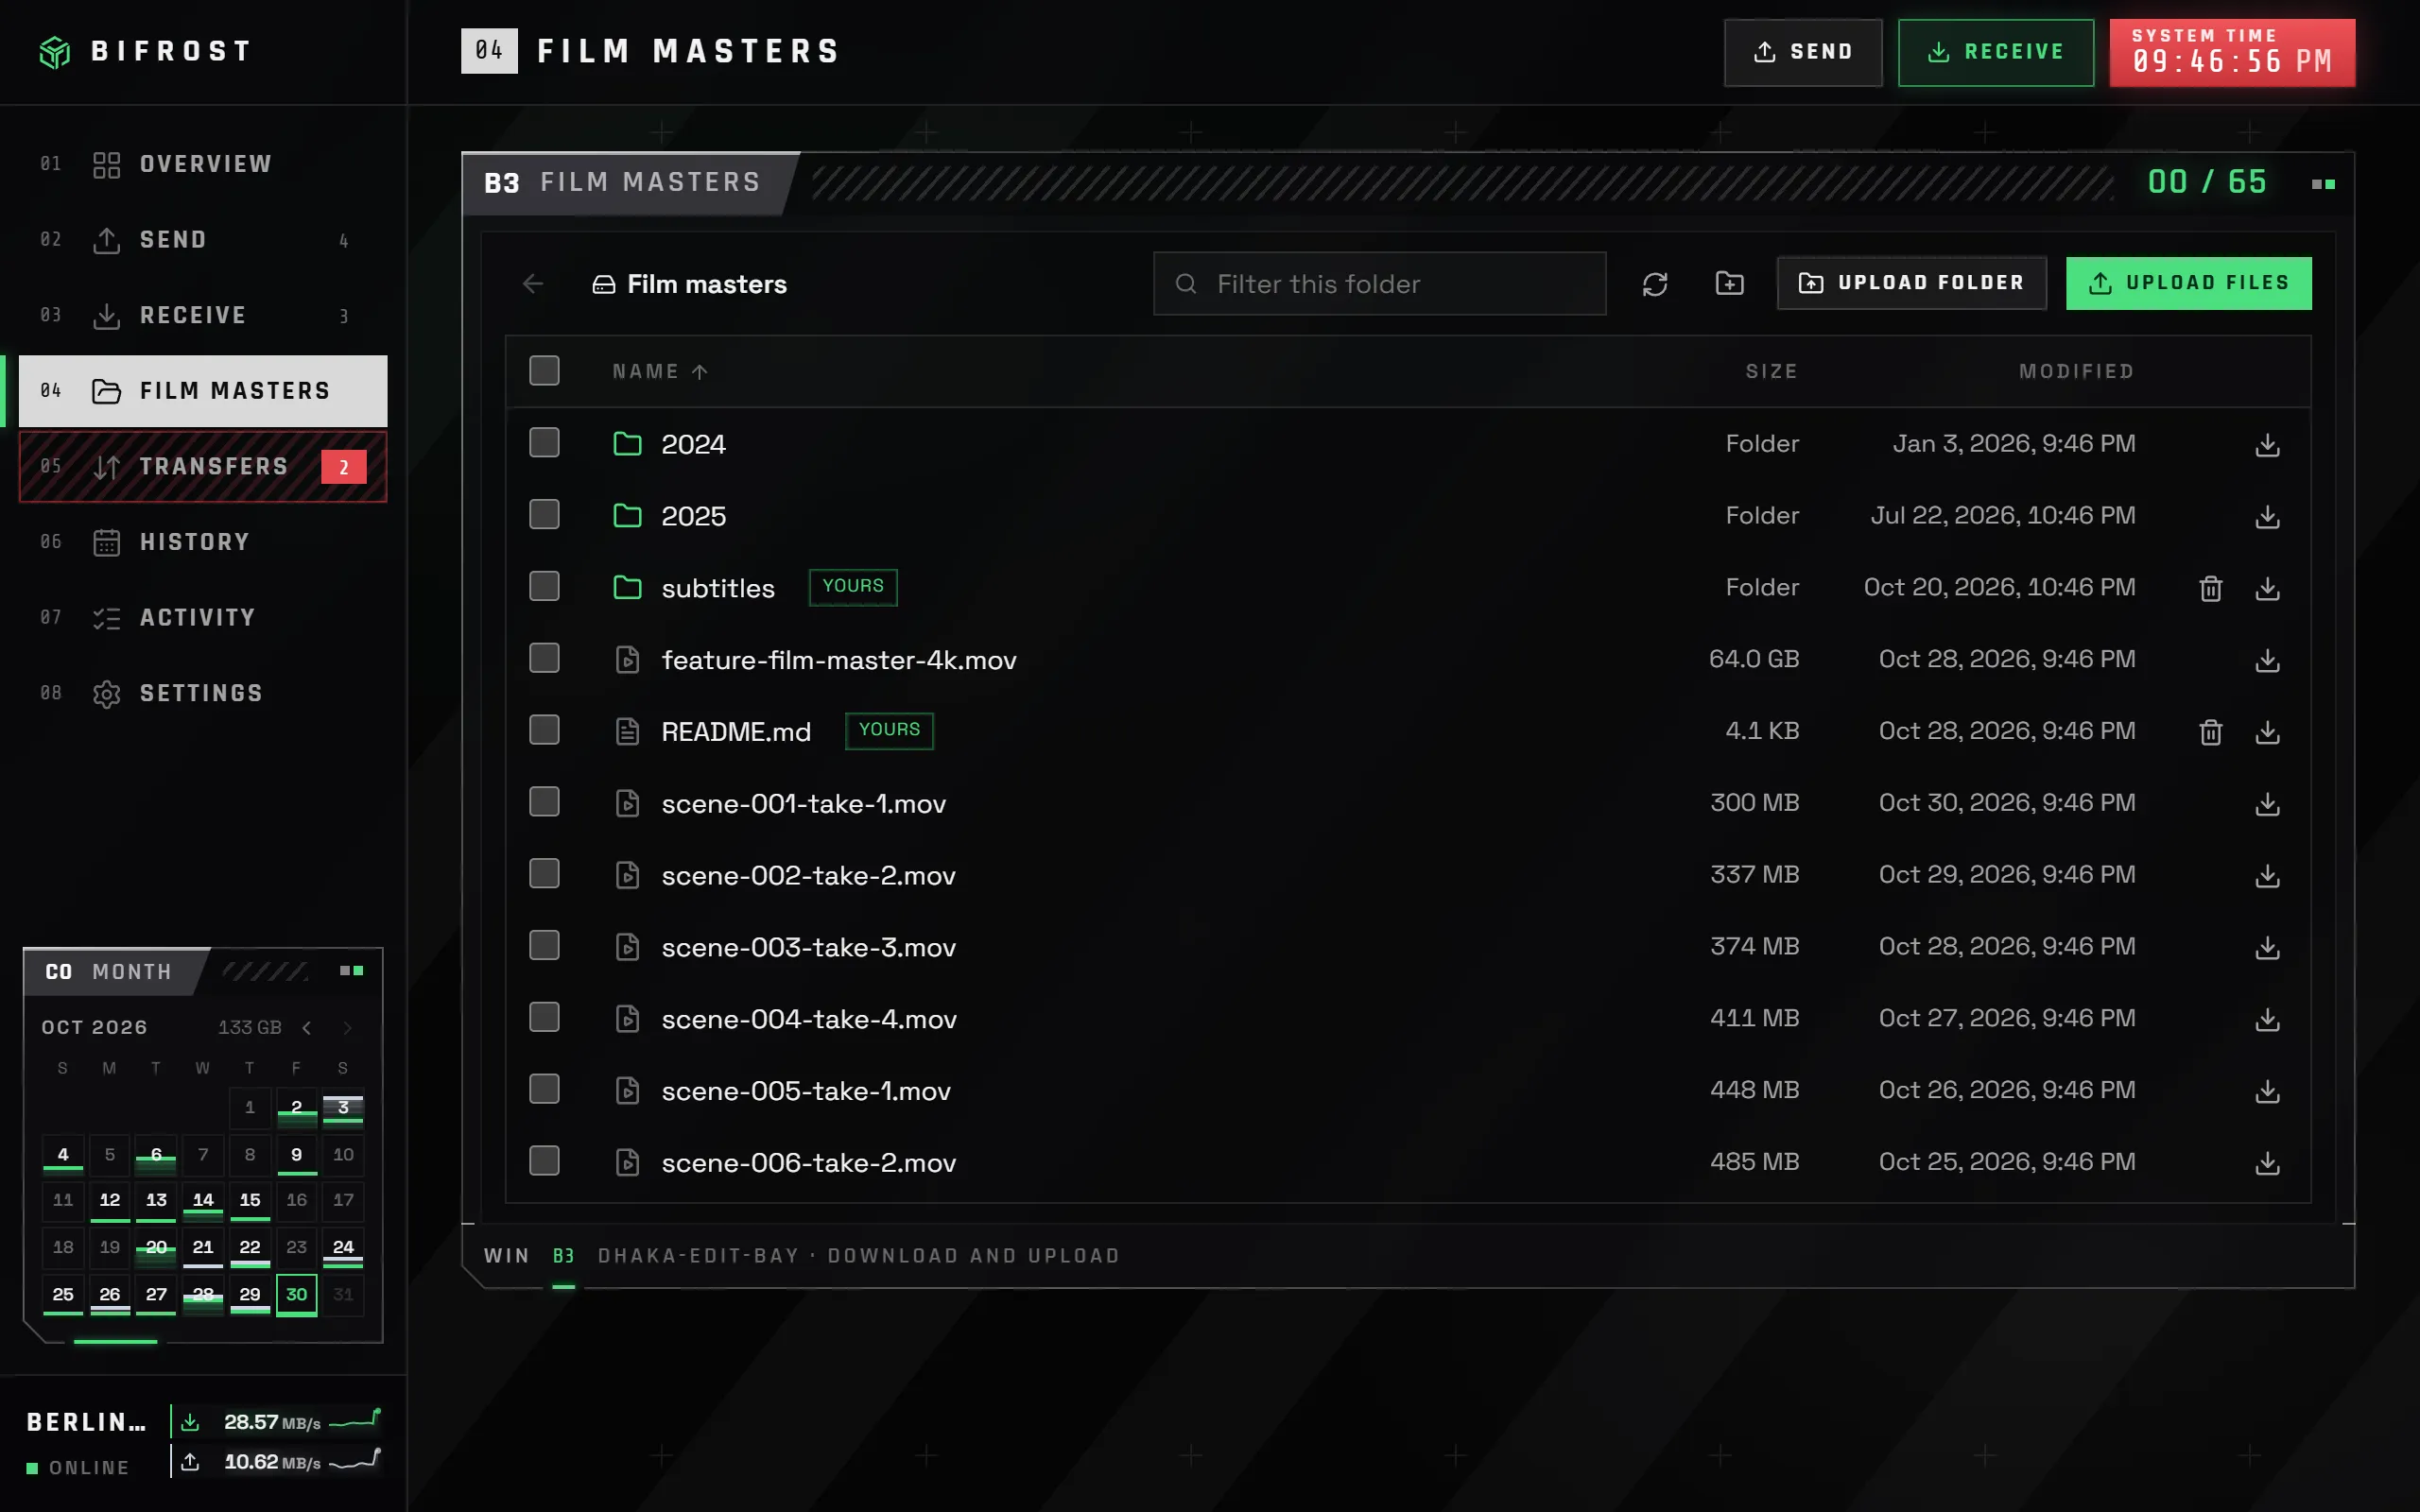 BIFROST
04 FILM MASTERS
SEND
RECEIVE
SYSTEM TIME
09:46:56 PM
01 OVERVIEW
02 SEND 4
03 RECEIVE 3
04 FILM MASTERS
05 TRANSFERS 2
06 HISTORY
07 ACTIVITY
08 SETTINGS
C0 MONTH
OCT 2026 133 GB
S M T W T F S
1 2 3
4 5 6 7 8 9 10
11 12 13 14 15 16 17
18 19 20 21 22 23 24
25 26 27 28 29 30 31
BERLIN...
ONLINE
28.57 MB/s
10.62 MB/s
B3 FILM MASTERS
00 / 65
Film masters
Filter this folder
UPLOAD FOLDER
UPLOAD FILES
NAME SIZE MODIFIED
2024 Folder Jan 3, 2026, 9:46 PM
2025 Folder Jul 22, 2026, 10:46 PM
subtitles YOURS Folder Oct 20, 2026, 10:46 PM
feature-film-master-4k.mov 64.0 GB Oct 28, 2026, 9:46 PM
README.md YOURS 4.1 KB Oct 28, 2026, 9:46 PM
scene-001-take-1.mov 300 MB Oct 30, 2026, 9:46 PM
scene-002-take-2.mov 337 MB Oct 29, 2026, 9:46 PM
scene-003-take-3.mov 374 MB Oct 28, 2026, 9:46 PM
scene-004-take-4.mov 411 MB Oct 27, 2026, 9:46 PM
scene-005-take-1.mov 448 MB Oct 26, 2026, 9:46 PM
scene-006-take-2.mov 485 MB Oct 25, 2026, 9:46 PM
WIN B3 DHAKA-EDIT-BAY · DOWNLOAD AND UPLOAD